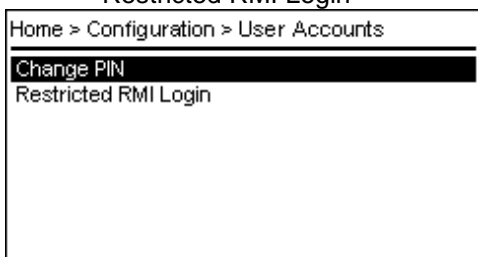 Restricted RMI Login
Home > Configuration > User Accounts
Change PIN
Restricted RMI Login